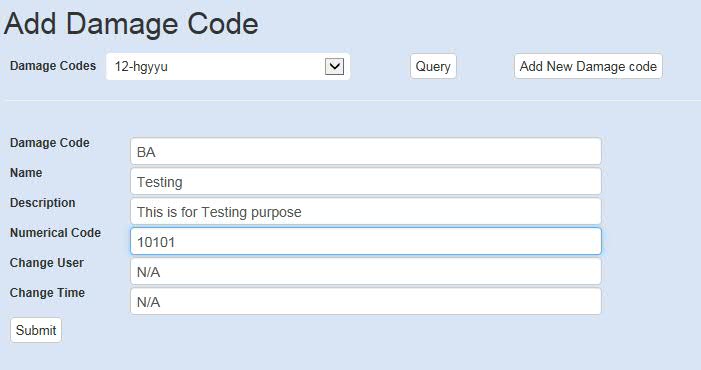 Add Damage Code
Damage Codes 12-hgyyu Query Add New Damage code
Damage Code BA
Name Testing
Description This is for Testing purpose
Numerical Code 10101
Change User N/A
Change Time N/A
Submit